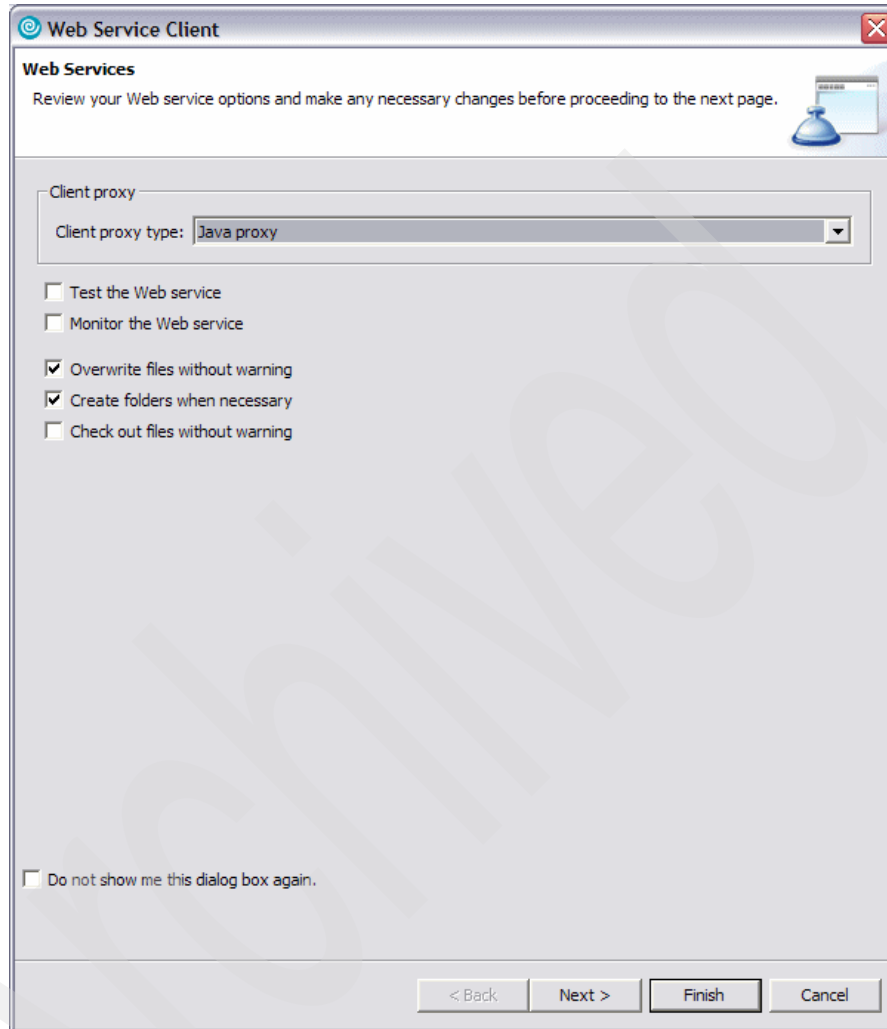 Web Service Client
Web Services
Review your Web service options and make any necessary changes before proceeding to the next page.
Client proxy
Client proxy type: Java proxy
Test the Web service
Monitor the Web service
Overwrite files without warning
Create folders when necessary
Check out files without warning
Do not show me this dialog box again.
< Back Next > Finish Cancel